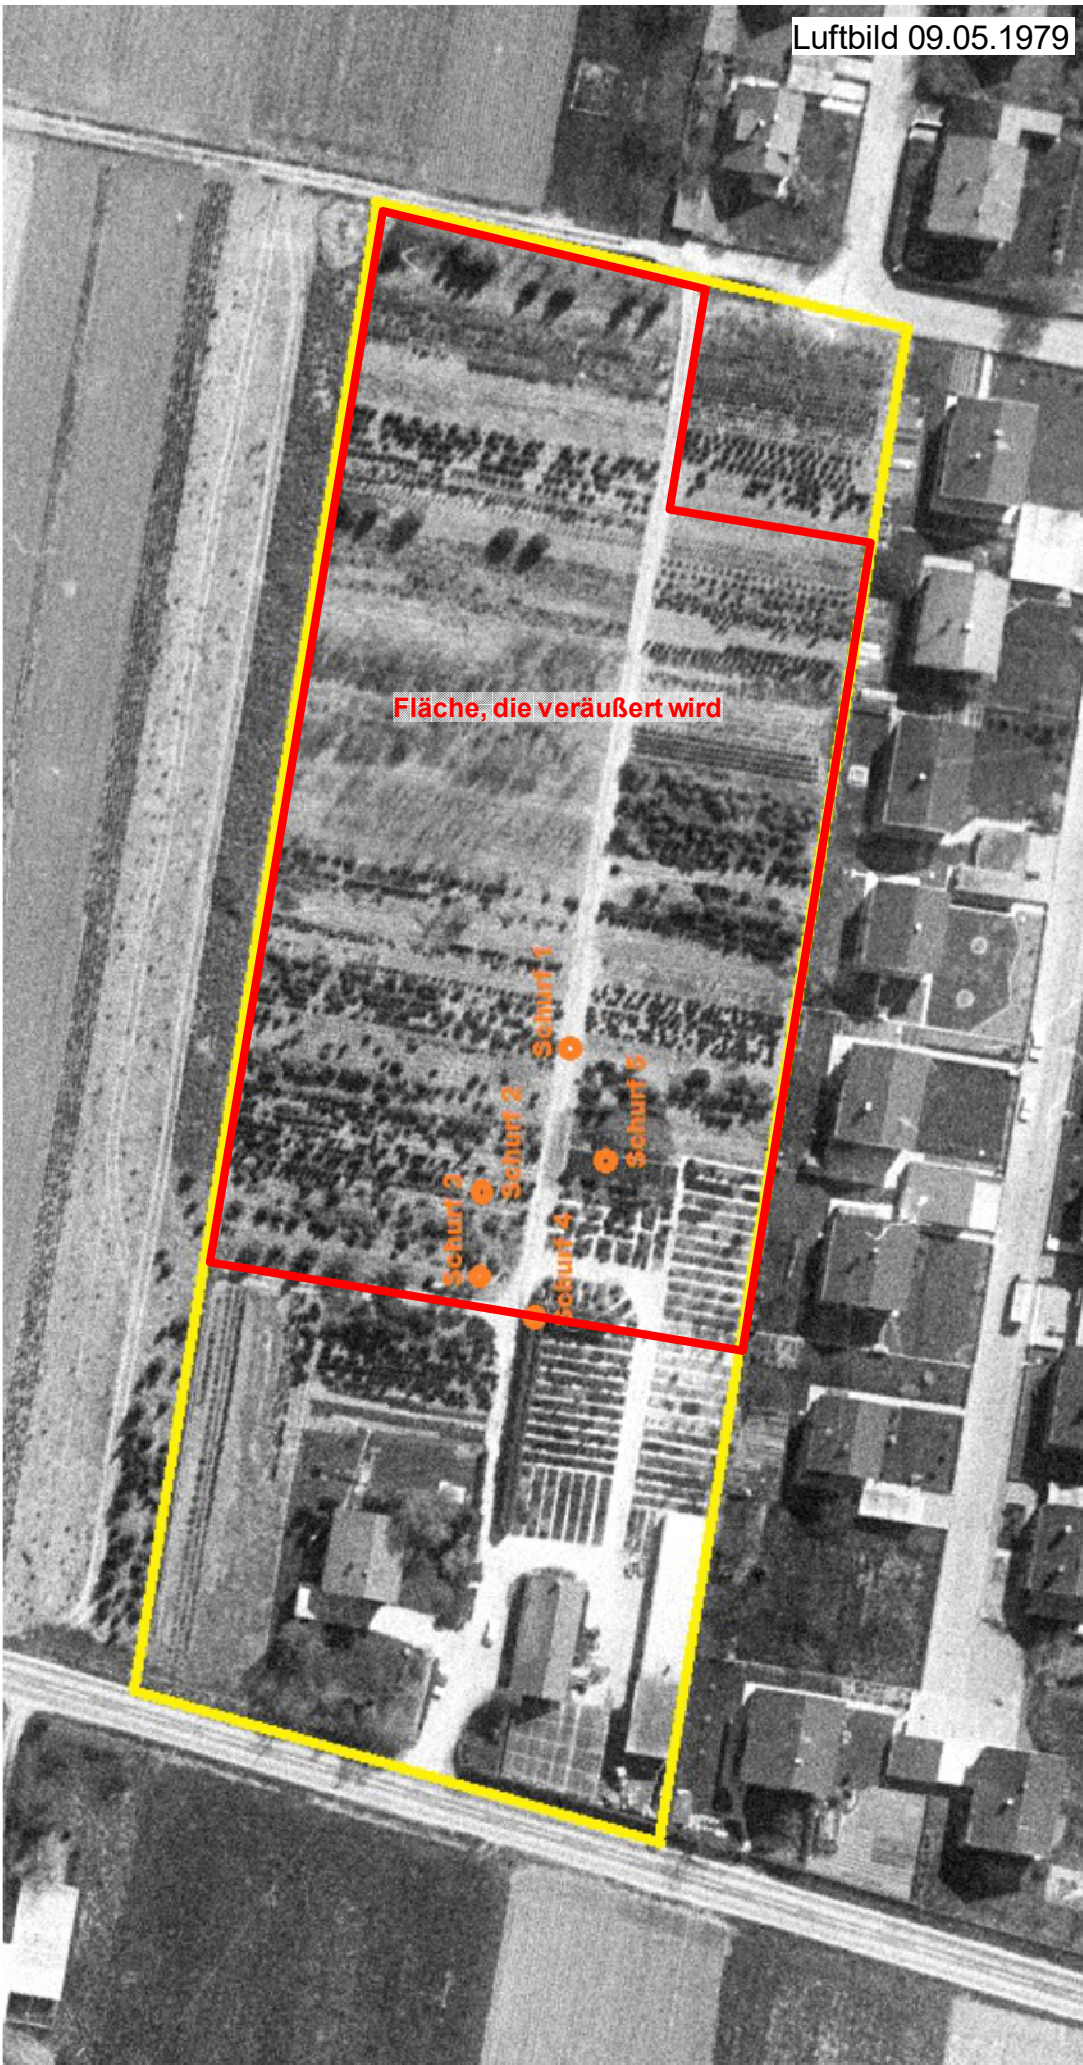 Luftbild 09.05.1979
Fläche, die veräußert wird
Schurf 1
Schurf 5
Schurf 2
Schurf 3
Schurf 4